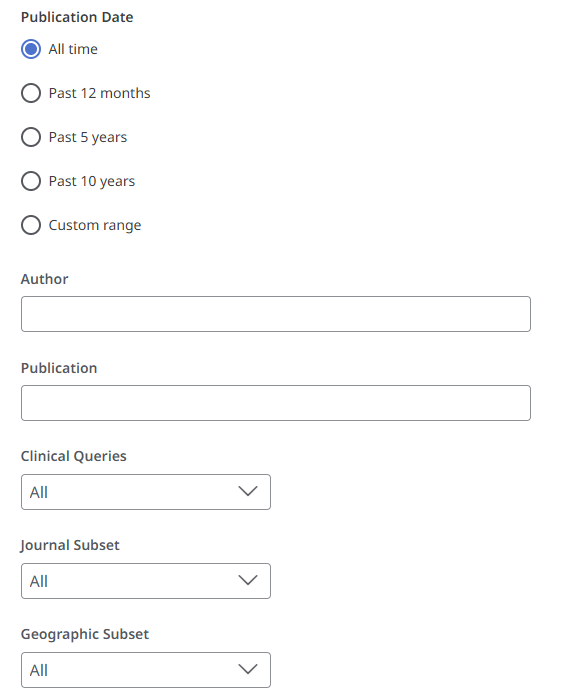 Publication Date
All time
Past 12 months
Past 5 years
Past 10 years
Custom range
Author
Publication
Clinical Queries
All
Journal Subset
All
Geographic Subset
All